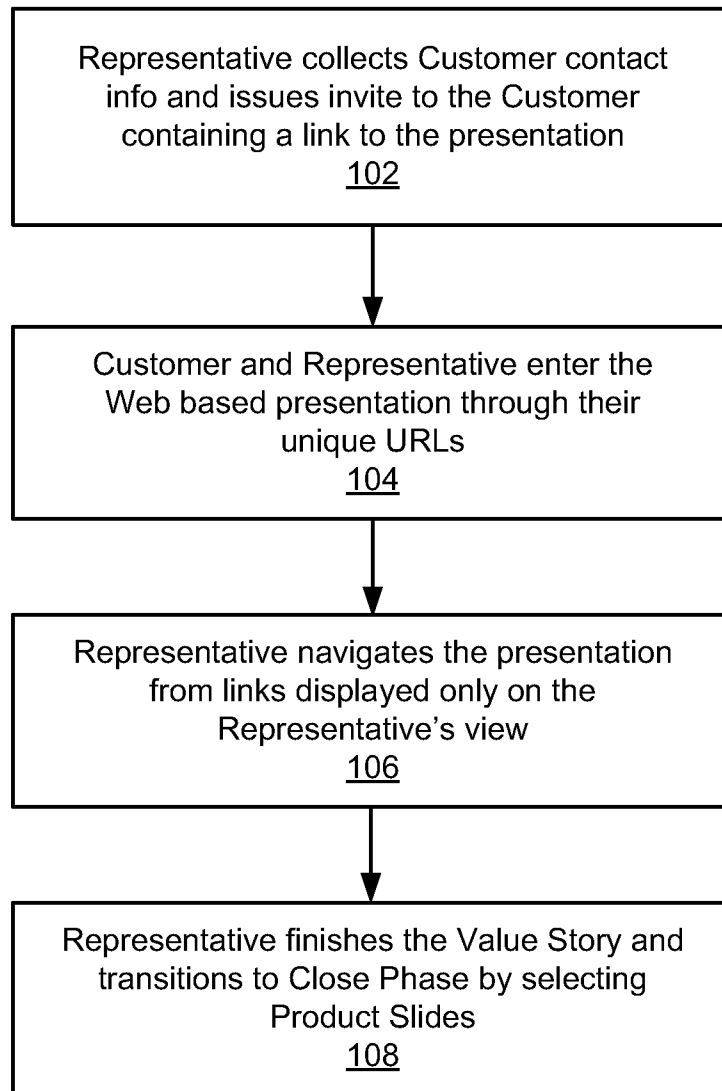 Representative collects Customer contact
info and issues invite to the Customer
containing a link to the presentation
102
Customer and Representative enter the
Web based presentation through their
unique URLs
104
Representative navigates the presentation
from links displayed only on the
Representative's view
106
Representative finishes the Value Story and
transitions to Close Phase by selecting
Product Slides
108